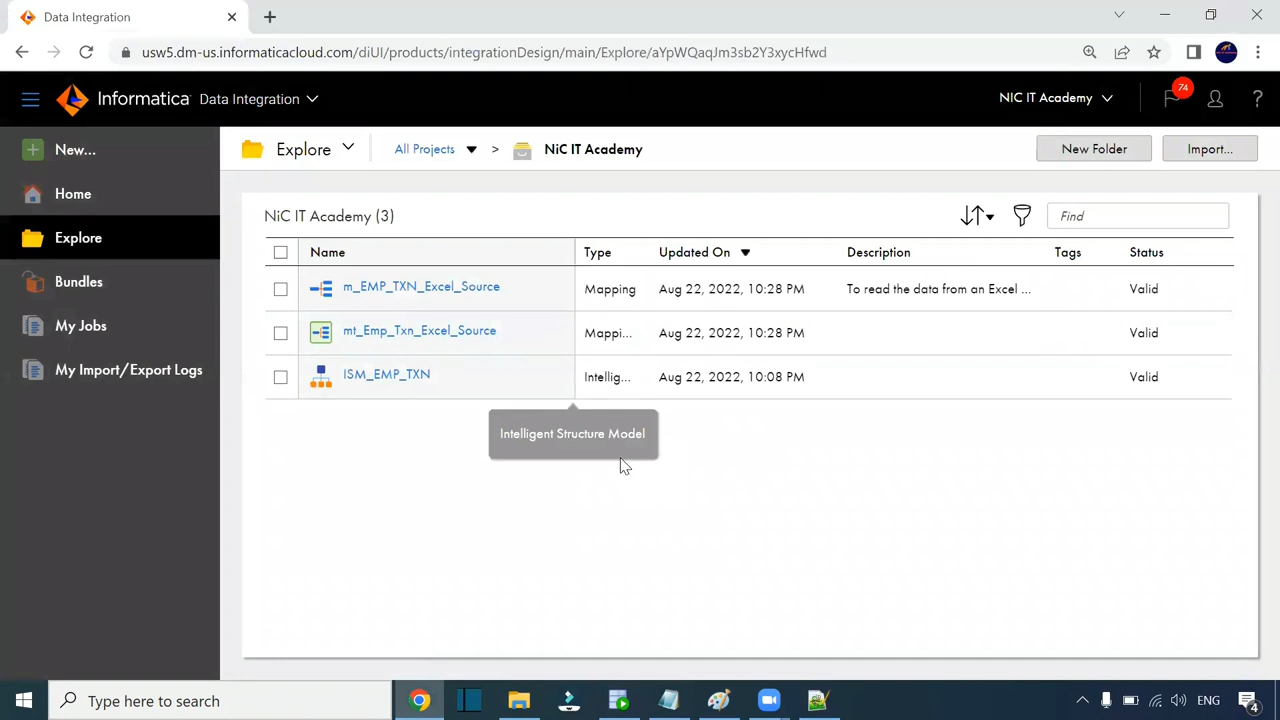 Data Integration
usw5.dm-us.informaticacloud.com/diUI/products/integrationDesign/main/Explore/aYpWQaqJm3sb2Y3xycHfwd
Informatica Data Integration
NIC IT Academy
74
?
New...
Home
Explore
Bundles
My Jobs
My Import/Export Logs
Explore
All Projects > NiC IT Academy
New Folder
Import...
NiC IT Academy (3)
Find
Name Type Updated On Description Tags Status
m_EMP_TXN_Excel_Source Mapping Aug 22, 2022, 10:28 PM To read the data from an Excel ... Valid
mt_Emp_Txn_Excel_Source Mappi... Aug 22, 2022, 10:28 PM Valid
ISM_EMP_TXN Intellig... Aug 22, 2022, 10:08 PM Valid
Intelligent Structure Model
Type here to search
ENG
4